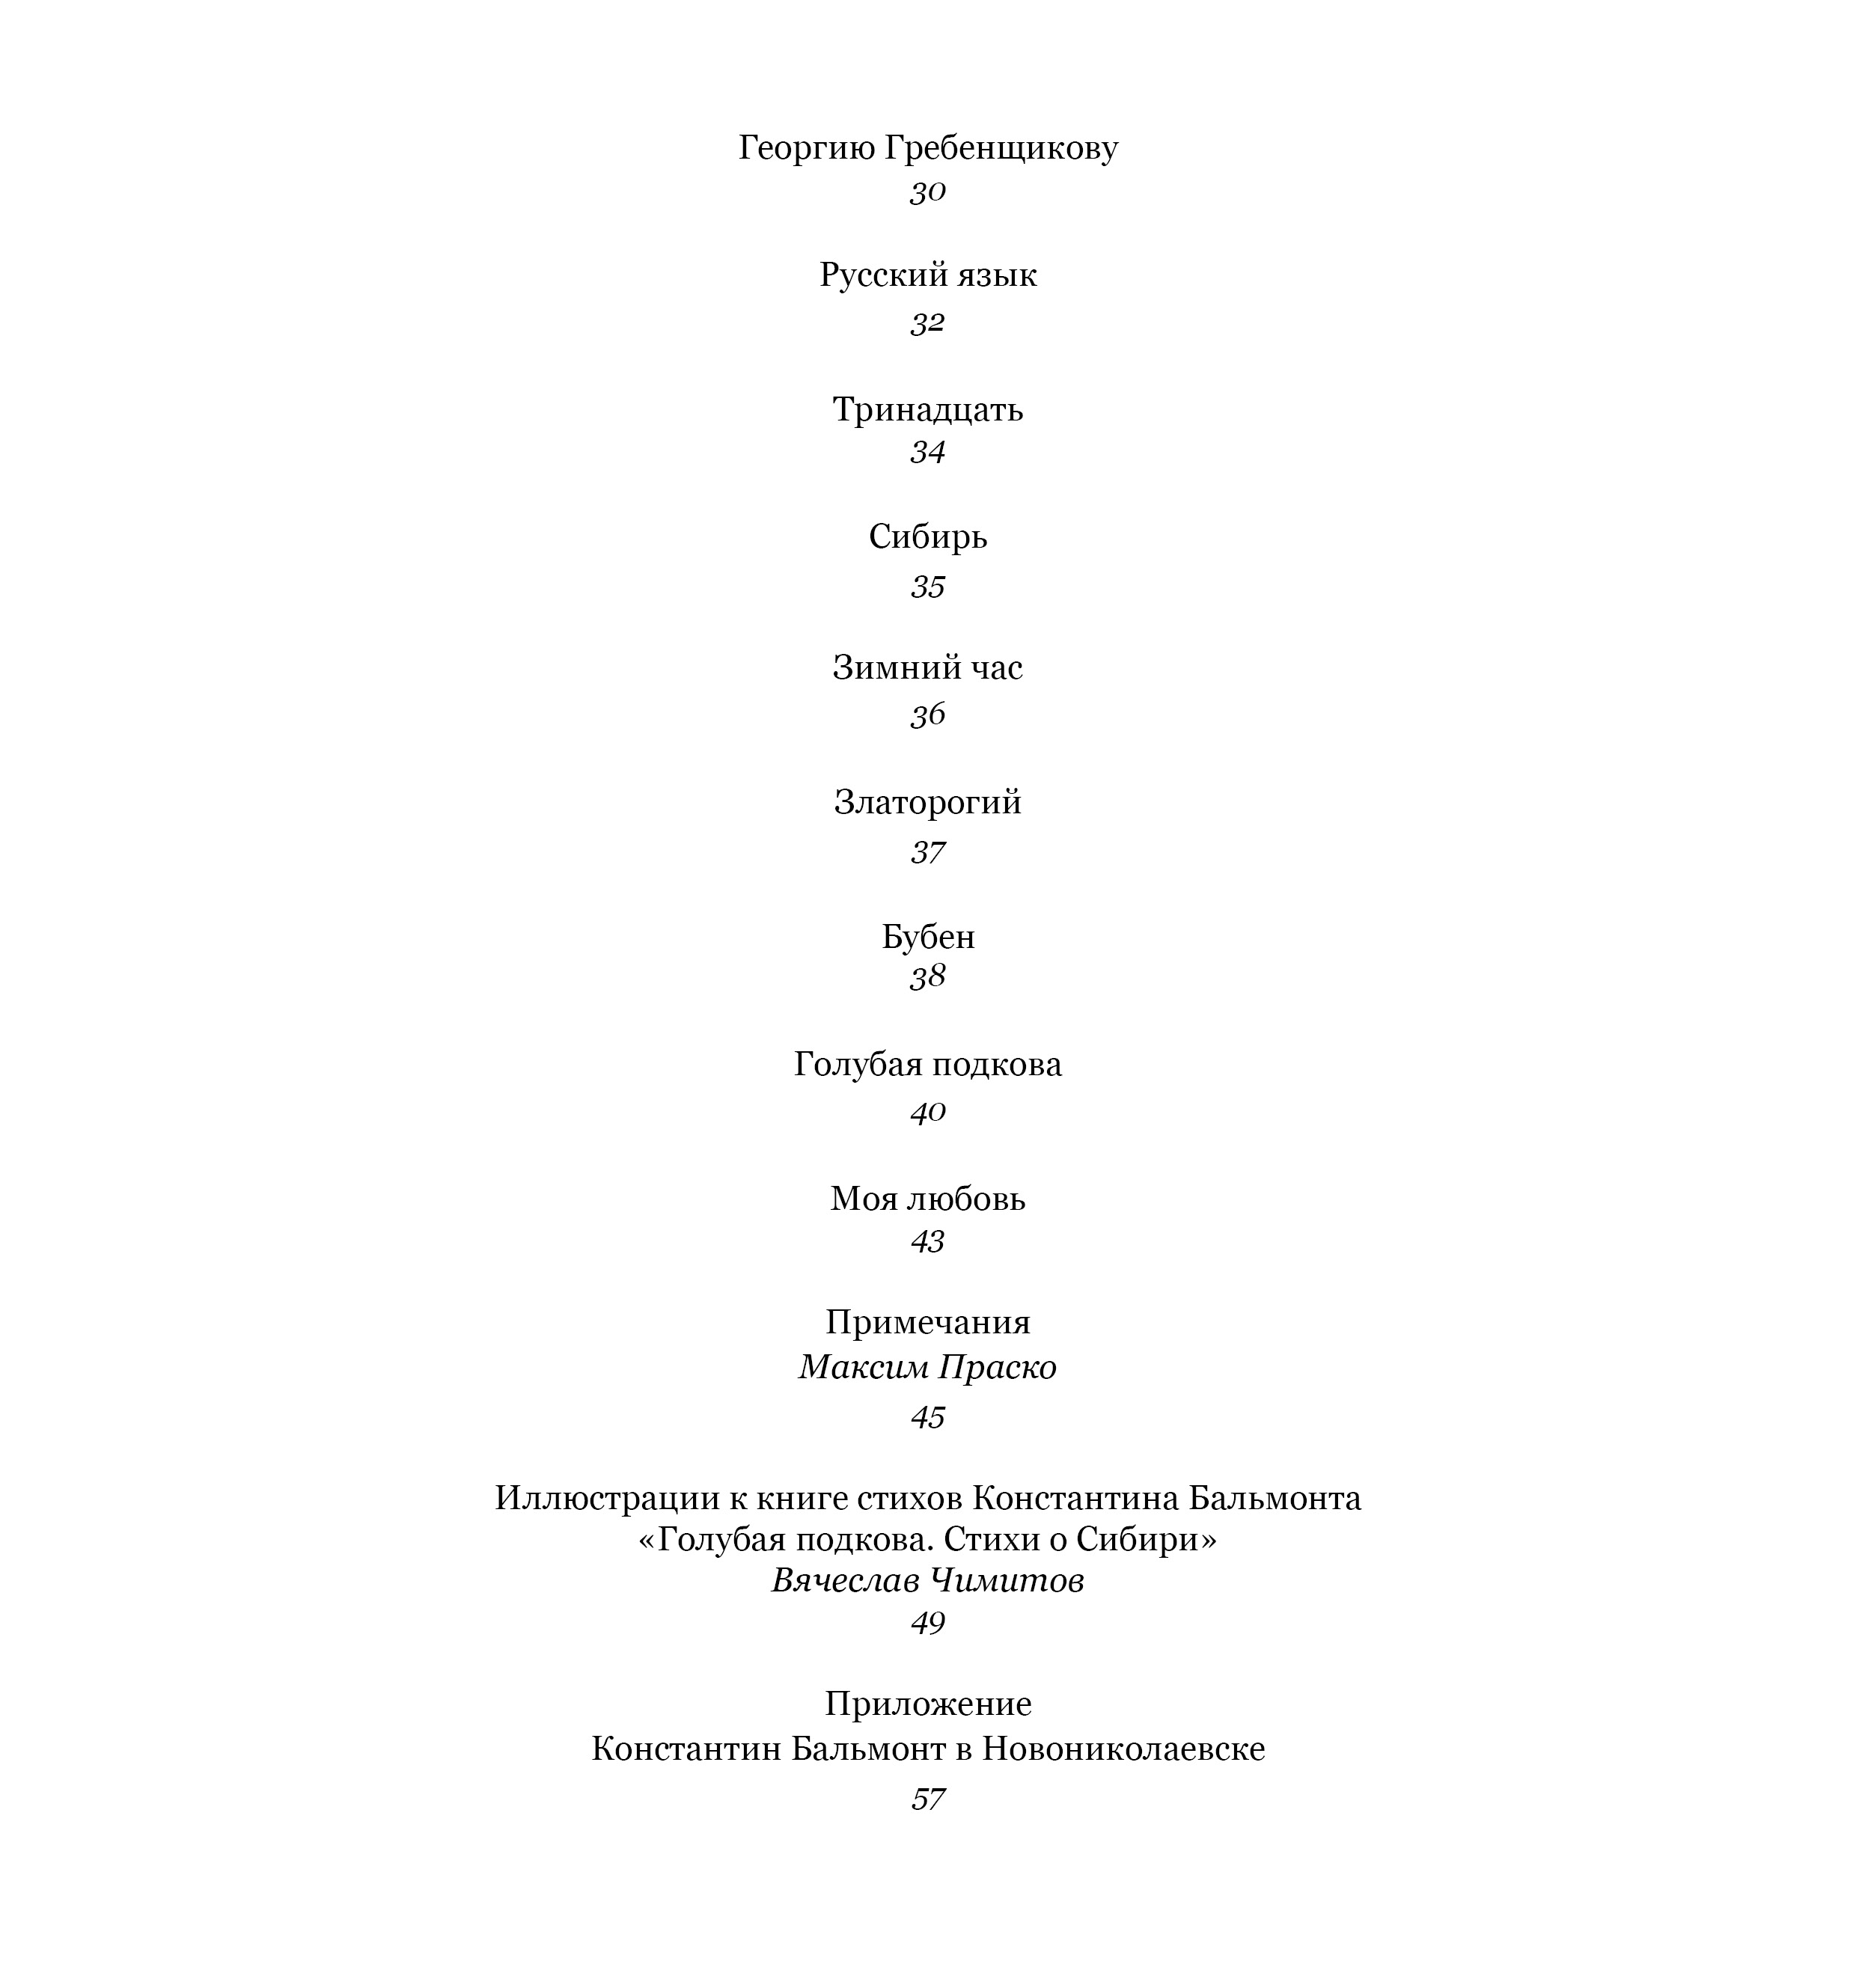 Георгию Гребенщикову
30
Русский язык
32
Тринадцать
34
Сибирь
35
Зимний час
36
Златорогий
37
Бубен
38
Голубая подкова
40
Моя любовь
43
Примечания
Максим Праско
45
Иллюстрации к книге стихов Константина Бальмонта
«Голубая подкова. Стихи о Сибири»
Вячеслав Чимитов
49
Приложение
Константин Бальмонт в Новониколаевске
57